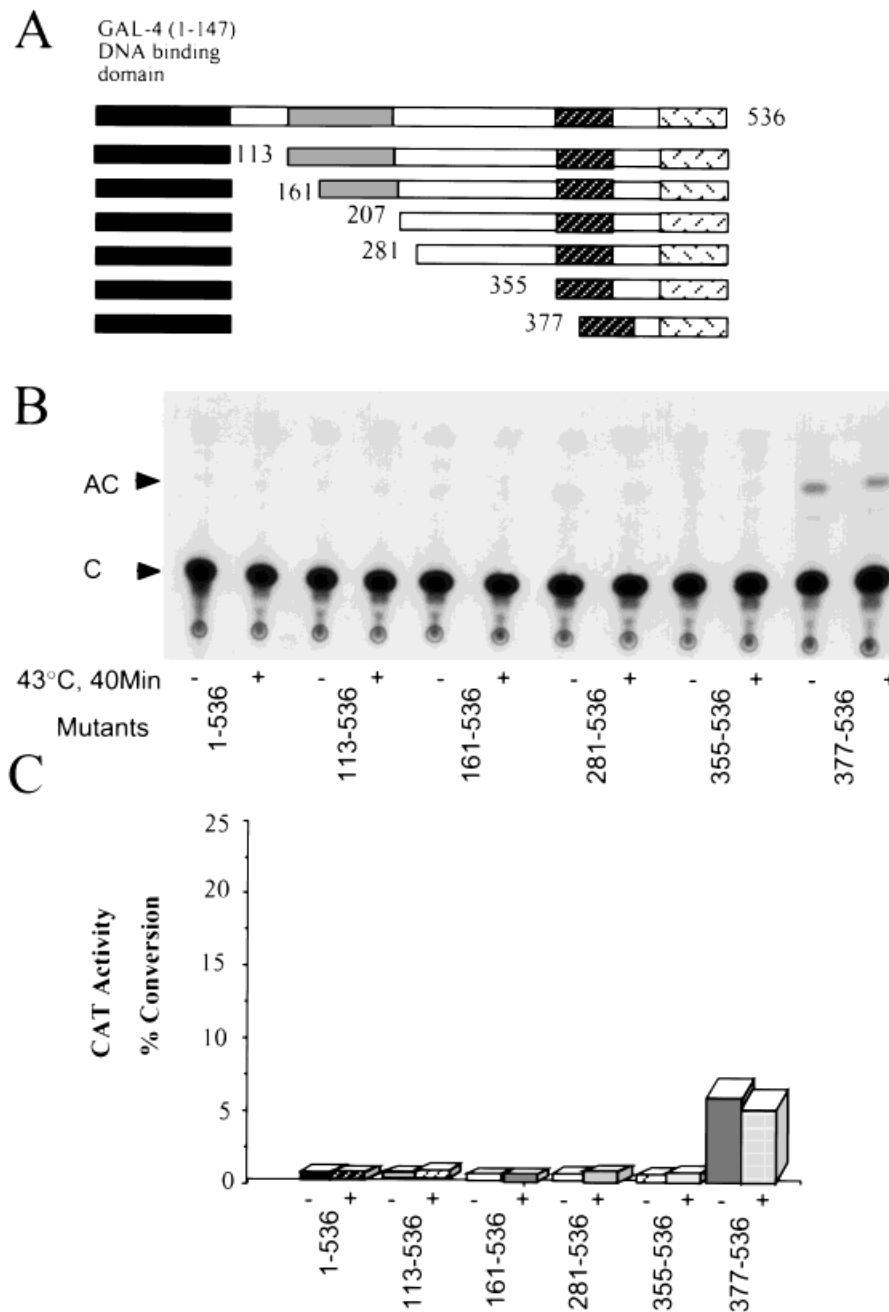 A
GAL-4 (1-147)
DNA binding
domain
536
113
161
207
281
355
377
B
AC
C
43°C, 40Min - + - + - + - + - + - +
Mutants 1-536 113-536 161-536 281-536 355-536 377-536
C
CAT Activity
% Conversion
25
20
15
10
5
0
- + - + - + - + - + - +
1-536 113-536 161-536 281-536 355-536 377-536